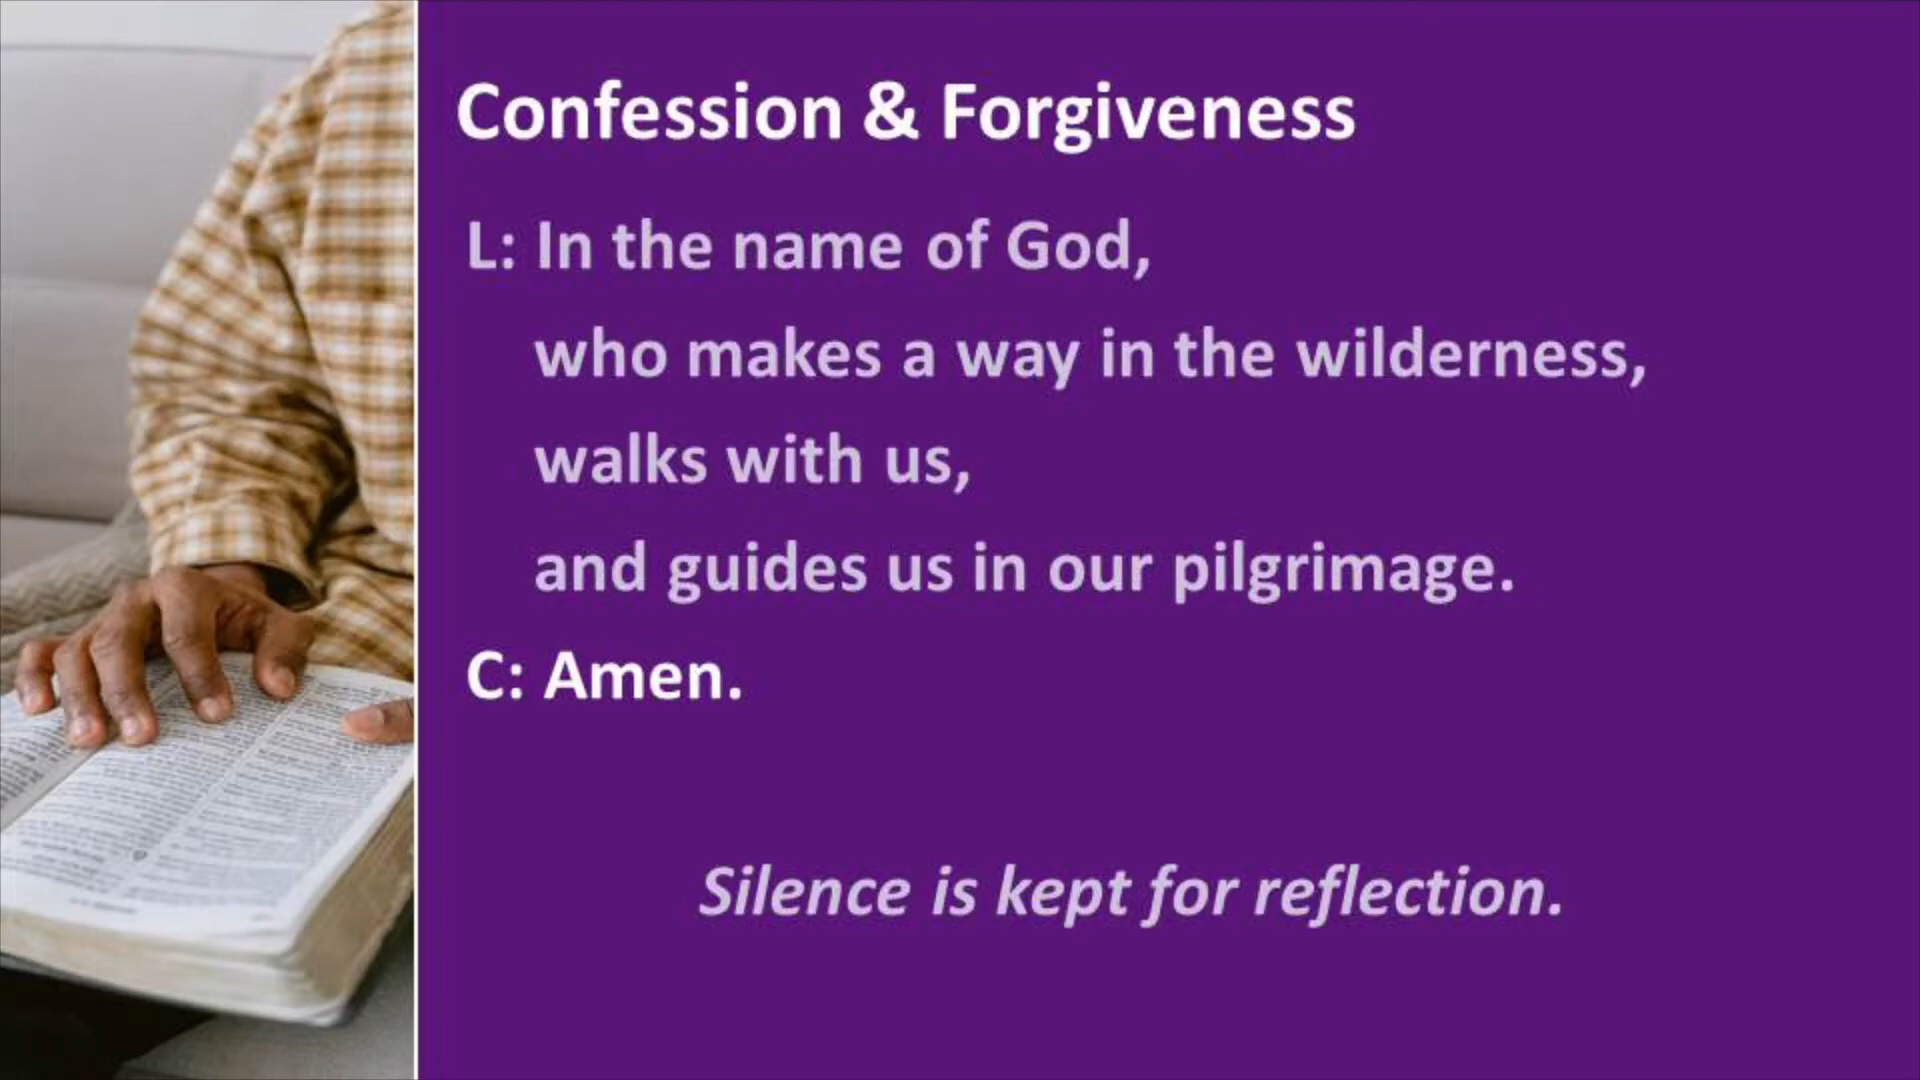 Confession & Forgiveness
L: In the name of God,
who makes a way in the wilderness,
walks with us,
and guides us in our pilgrimage.
C: Amen.
Silence is kept for reflection.